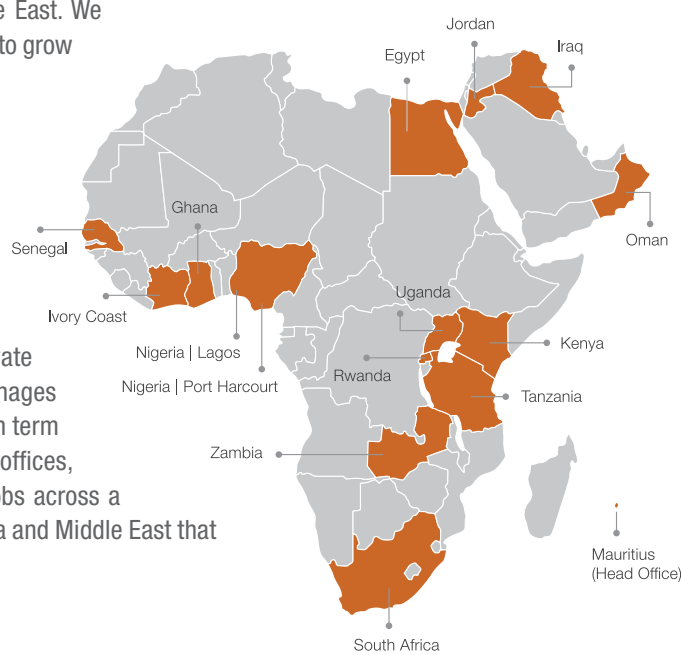 e East. We
to grow
Jordan
Iraq
Egypt
Ghana
Senegal
Oman
Uganda
Ivory Coast
Kenya
Nigeria | Lagos
ate
Rwanda
Nigeria | Port Harcourt
nages
Tanzania
n term
Zambia
offices,
obs across a
a and Middle East that
Mauritius
(Head Office)
South Africa